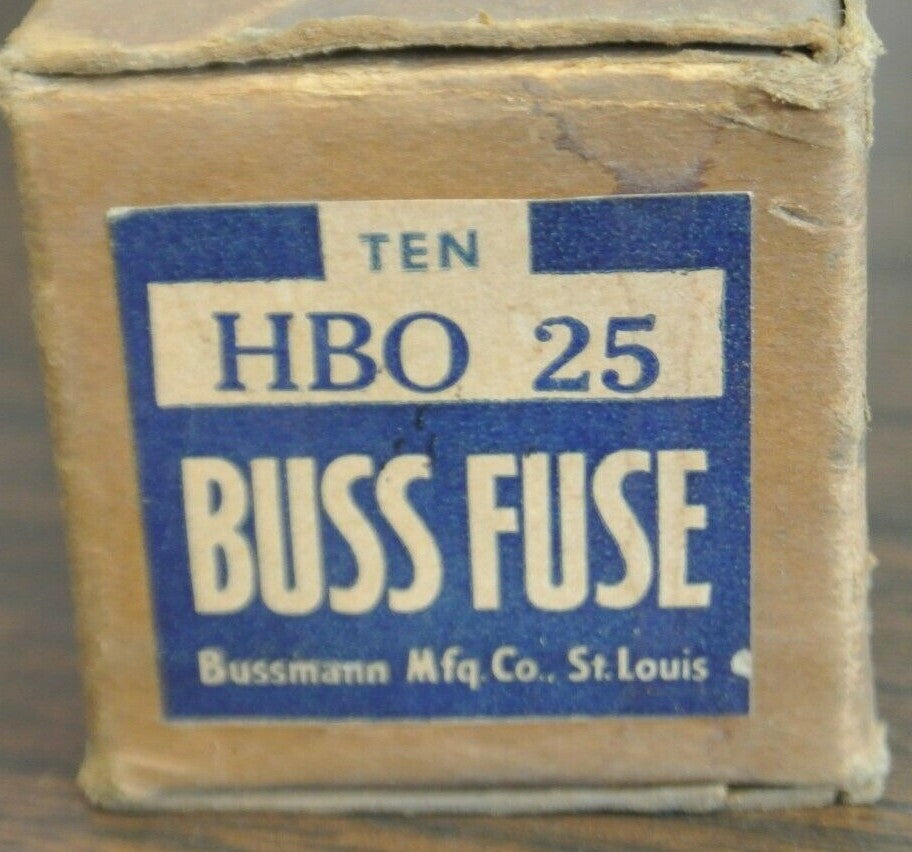 TEN
HBO 25
BUSS FUSE
Bussmann Mfg. Co., St. Louis